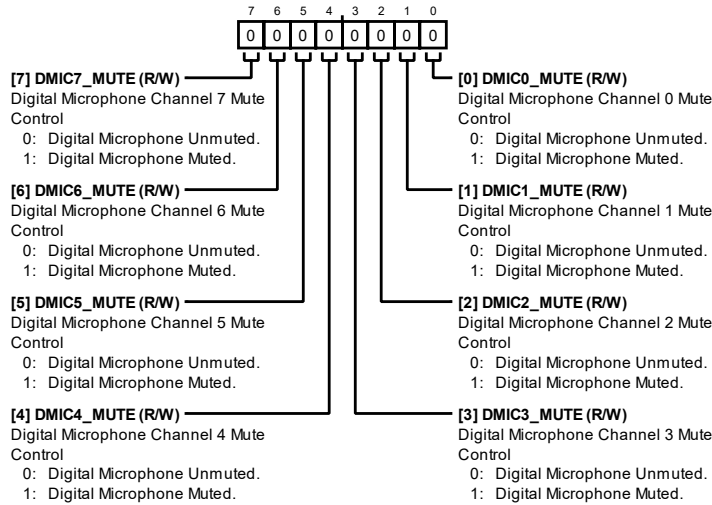 7 6 5 4 3 2 1 0
0 0 0 0 0 0 0 0
[7] DMIC7_MUTE (R/W)
Digital Microphone Channel 7 Mute
Control
0: Digital Microphone Unmuted.
1: Digital Microphone Muted.
[6] DMIC6_MUTE (R/W)
Digital Microphone Channel 6 Mute
Control
0: Digital Microphone Unmuted.
1: Digital Microphone Muted.
[5] DMIC5_MUTE (R/W)
Digital Microphone Channel 5 Mute
Control
0: Digital Microphone Unmuted.
1: Digital Microphone Muted.
[4] DMIC4_MUTE (R/W)
Digital Microphone Channel 4 Mute
Control
0: Digital Microphone Unmuted.
1: Digital Microphone Muted.
[0] DMIC0_MUTE (R/W)
Digital Microphone Channel 0 Mute
Control
0: Digital Microphone Unmuted.
1: Digital Microphone Muted.
[1] DMIC1_MUTE (R/W)
Digital Microphone Channel 1 Mute
Control
0: Digital Microphone Unmuted.
1: Digital Microphone Muted.
[2] DMIC2_MUTE (R/W)
Digital Microphone Channel 2 Mute
Control
0: Digital Microphone Unmuted.
1: Digital Microphone Muted.
[3] DMIC3_MUTE (R/W)
Digital Microphone Channel 3 Mute
Control
0: Digital Microphone Unmuted.
1: Digital Microphone Muted.